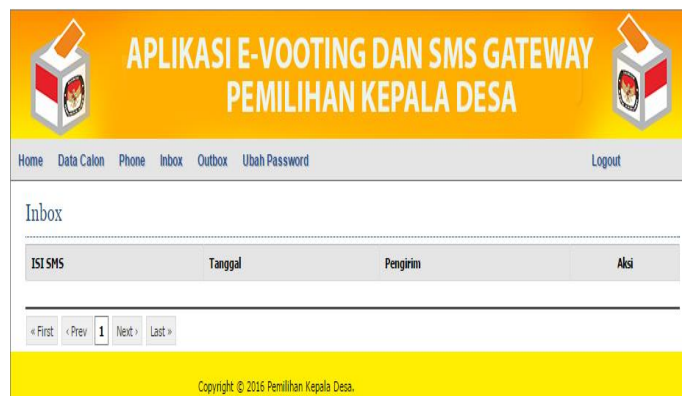 APLIKASI E-VOOTING DAN SMS GATEWAY
PEMILIHAN KEPALA DESA
Home Data Calon Phone Inbox Outbox Ubah Password Logout
Inbox
ISI SMS Tanggal Pengirim Aksi
« First ‹ Prev 1 Next › Last »
Copyright © 2016 Pemilihan Kepala Desa.